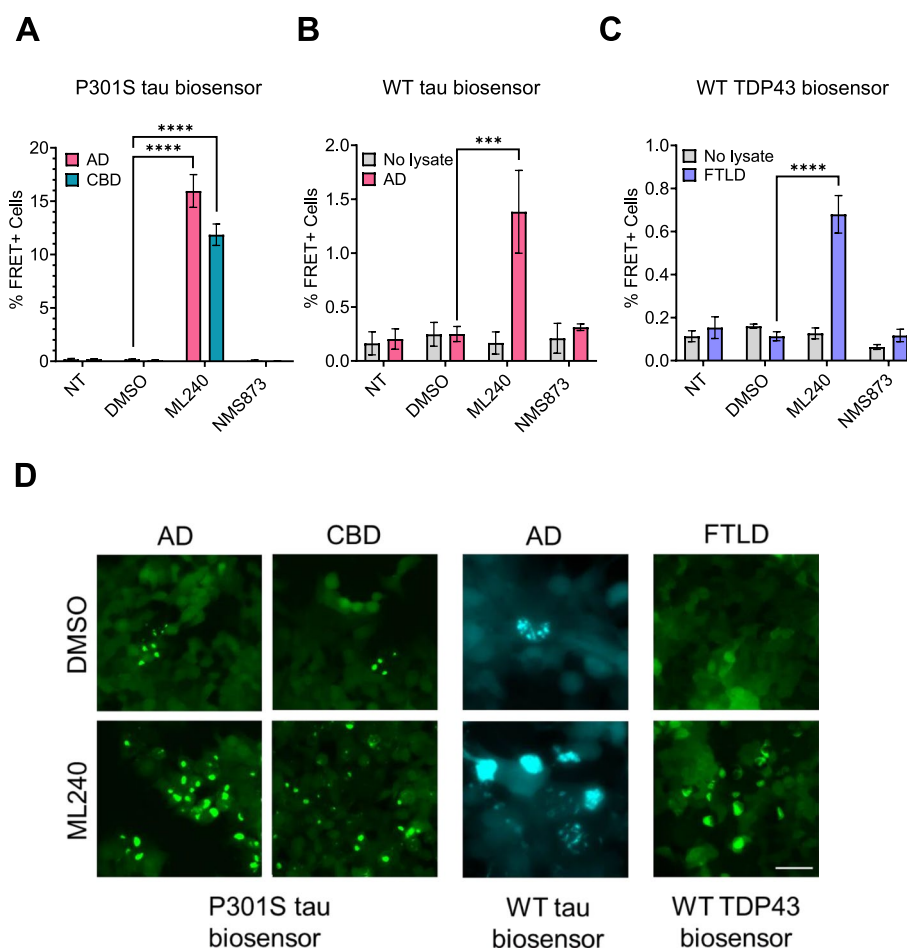 A
P301S tau biosensor
% FRET+ Cells
20
15
10
5
0
AD
CBD
****
****
NT
DMSO
ML240
NMS873
B
WT tau biosensor
% FRET+ Cells
2.0
1.5
1.0
0.5
0.0
No lysate
AD
***
NT
DMSO
ML240
NMS873
C
WT TDP43 biosensor
% FRET+ Cells
1.0
0.8
0.6
0.4
0.2
0.0
No lysate
FTLD
****
NT
DMSO
ML240
NMS873
D
AD
CBD
AD
FTLD
DMSO
ML240
P301S tau
biosensor
WT tau
biosensor
WT TDP43
biosensor